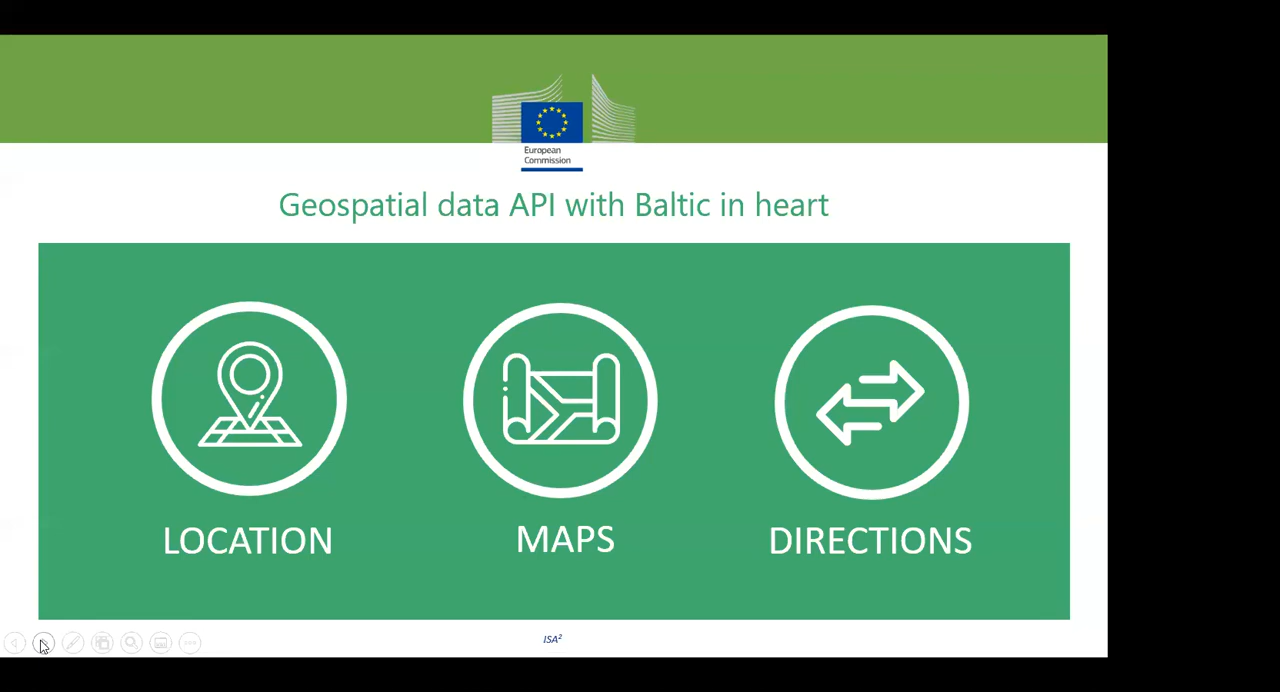 European
Commission
Geospatial data API with Baltic in heart
LOCATION
MAPS
DIRECTIONS
ISA²